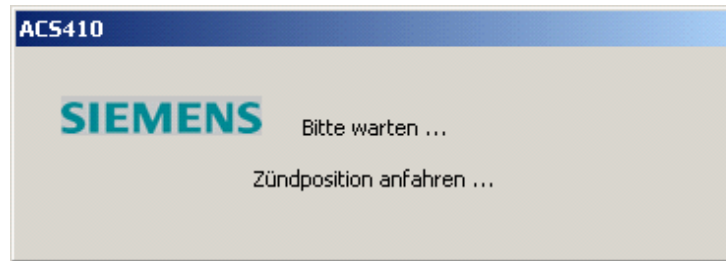 ACS410
SIEMENS Bitte warten ...
Zündposition anfahren ...